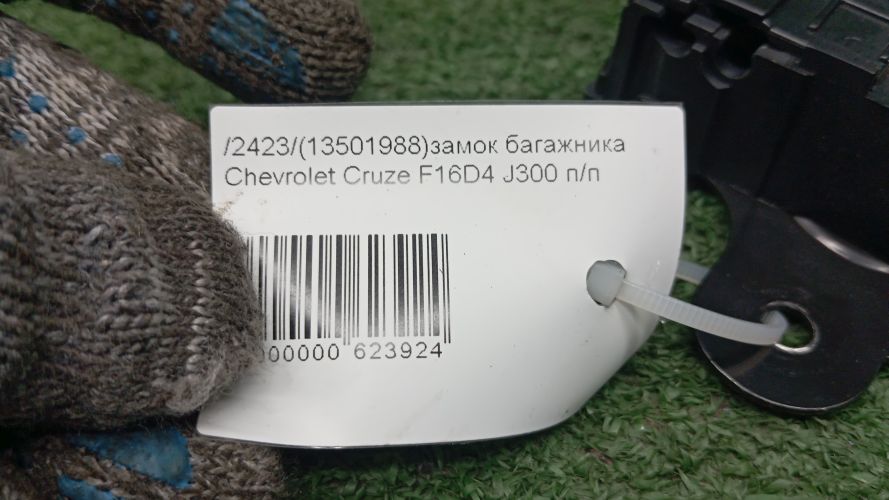 /2423/(13501988)замок багажника
Chevrolet Cruze F16D4 J300 п/п
00000 623924